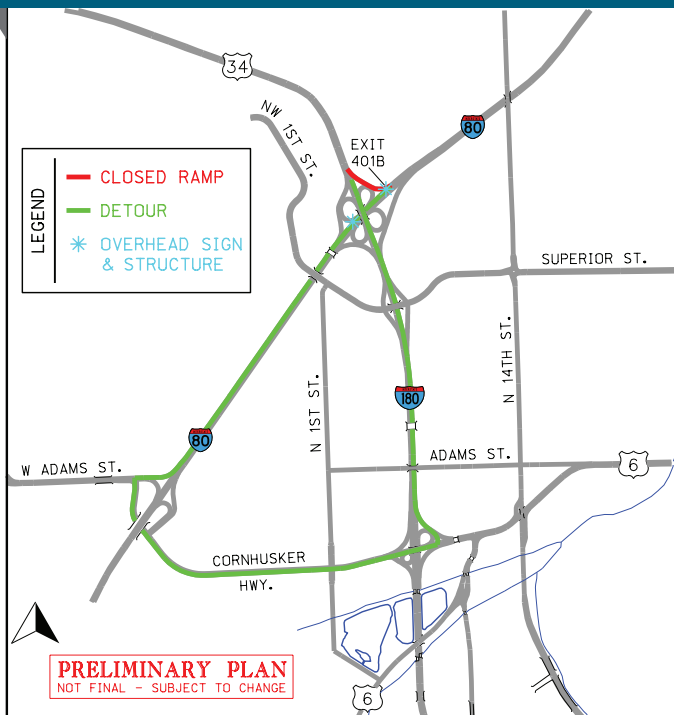 34
NW 1ST ST.
80
EXIT
401B
LEGEND
CLOSED RAMP
DETOUR
OVERHEAD SIGN
& STRUCTURE
SUPERIOR ST.
N 14TH ST.
N 1ST ST.
180
80
W ADAMS ST.
ADAMS ST.
6
CORNHUSKER
HWY.
PRELIMINARY PLAN
NOT FINAL - SUBJECT TO CHANGE
6